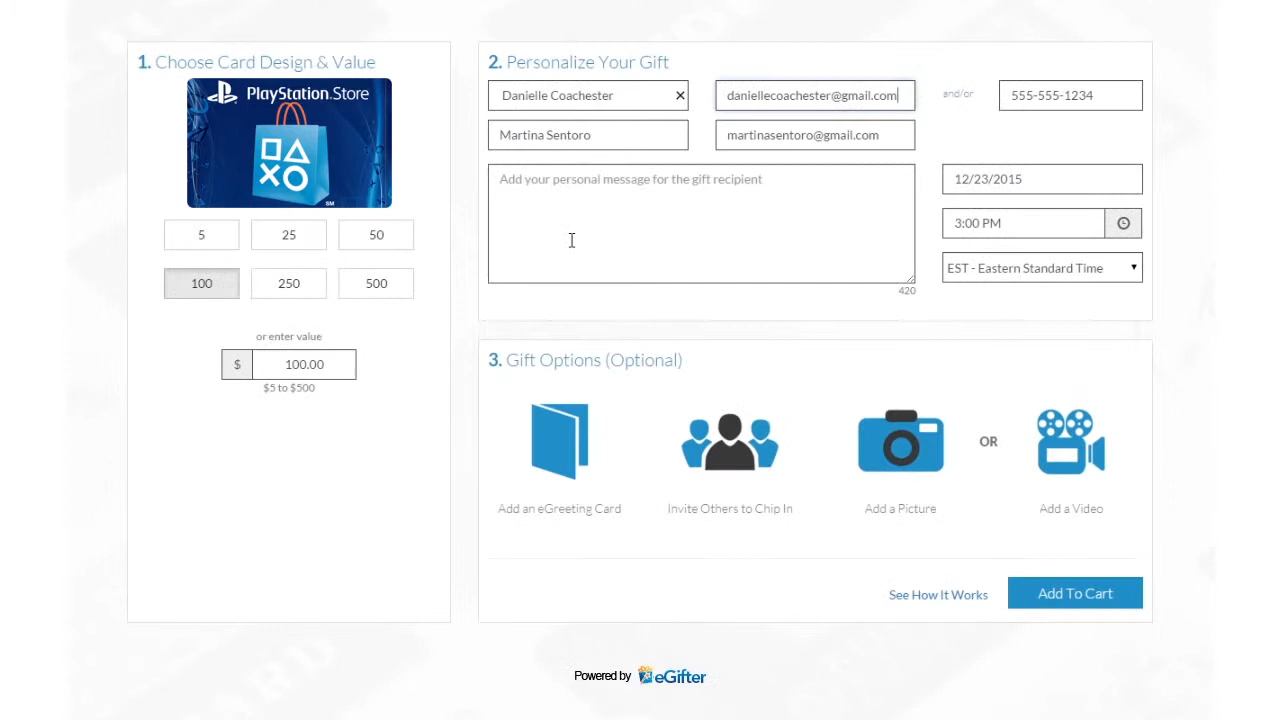 1. Choose Card Design & Value
PlayStation.Store
SM
5 25 50
100 250 500
or enter value
$ 100.00
$5 to $500
2. Personalize Your Gift
Danielle Coachester × daniellecoachester@gmail.com and/or 555-555-1234
Martina Sentoro martinasentoro@gmail.com
Add your personal message for the gift recipient
12/23/2015
3:00 PM
EST - Eastern Standard Time
420
3. Gift Options (Optional)
OR
Add an eGreeting Card Invite Others to Chip In Add a Picture Add a Video
See How It Works Add To Cart
Powered by eGifter